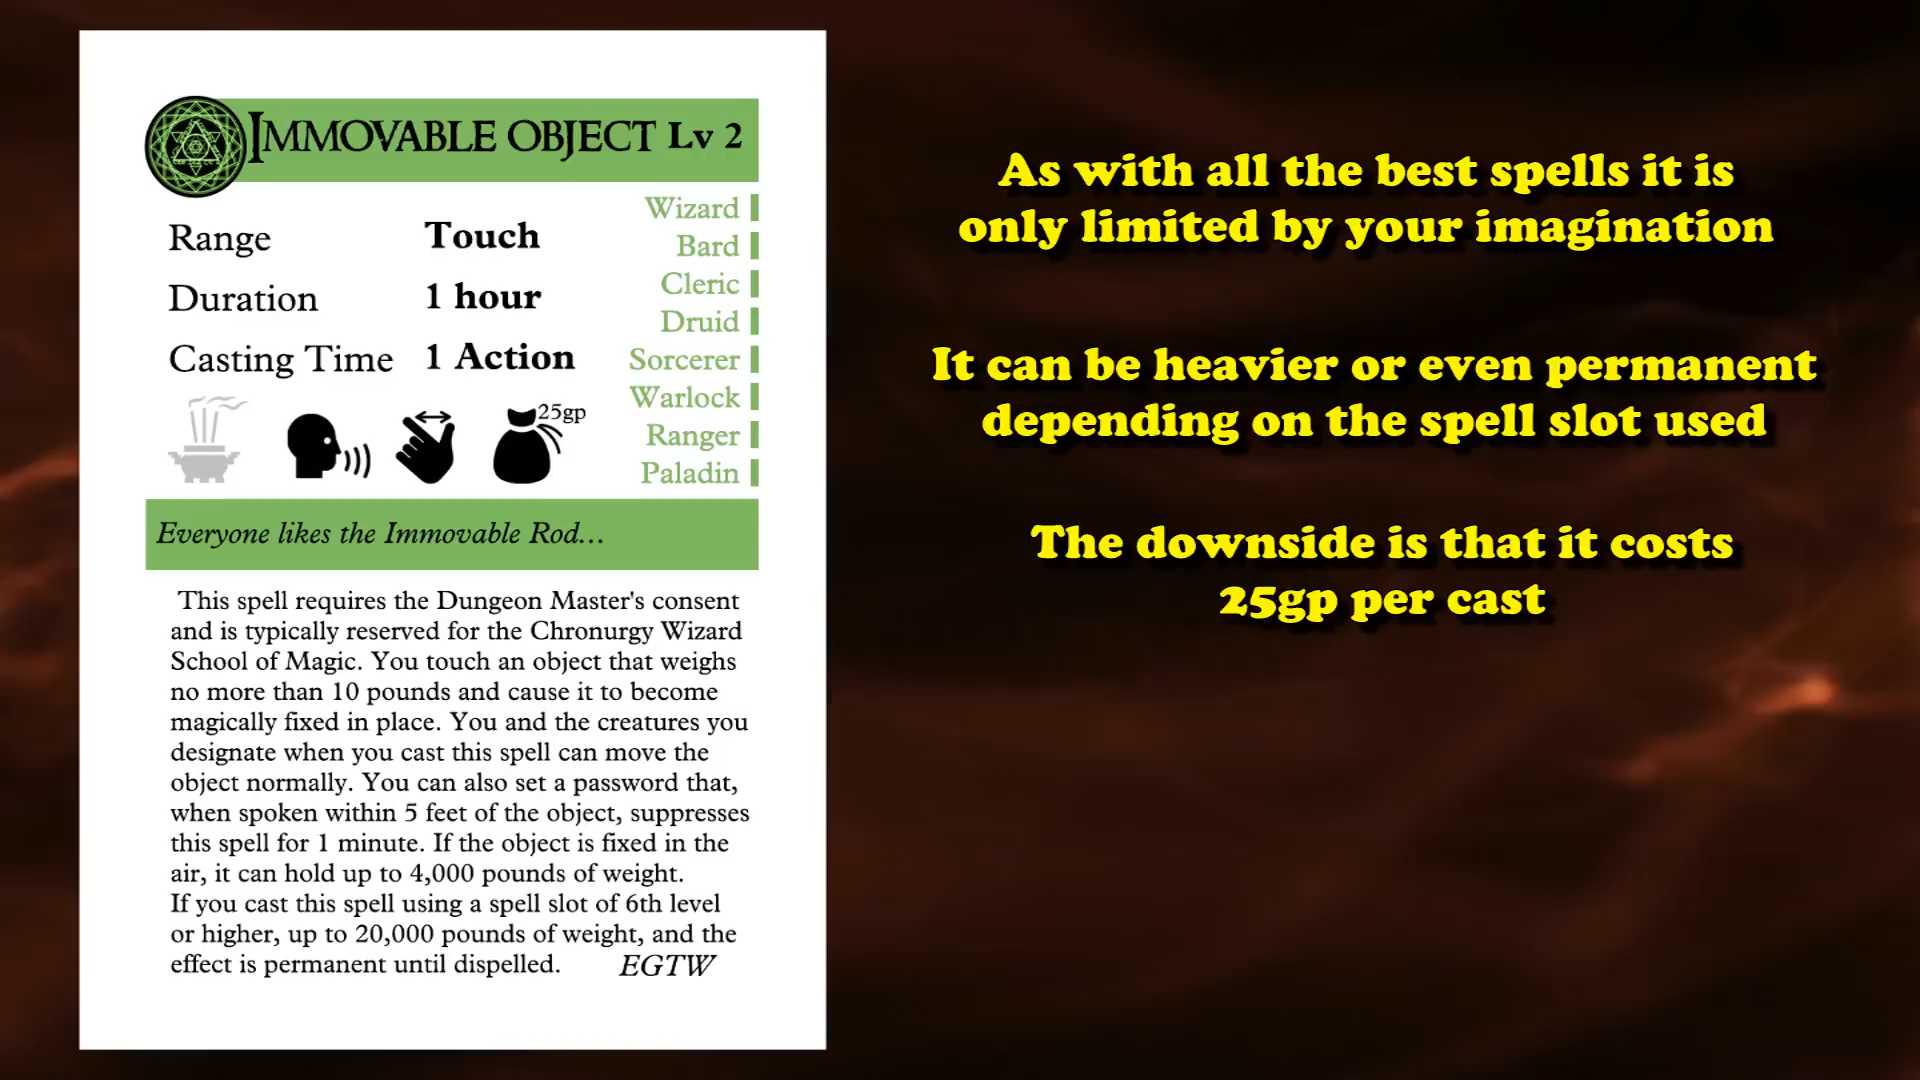 IMMOVABLE OBJECT Lv 2
Range Touch
Duration 1 hour
Casting Time 1 Action
25gp
Wizard
Bard
Cleric
Druid
Sorcerer
Warlock
Ranger
Paladin
Everyone likes the Immovable Rod...
This spell requires the Dungeon Master's consent
and is typically reserved for the Chronurgy Wizard
School of Magic. You touch an object that weighs
no more than 10 pounds and cause it to become
magically fixed in place. You and the creatures you
designate when you cast this spell can move the
object normally. You can also set a password that,
when spoken within 5 feet of the object, suppresses
this spell for 1 minute. If the object is fixed in the
air, it can hold up to 4,000 pounds of weight.
If you cast this spell using a spell slot of 6th level
or higher, up to 20,000 pounds of weight, and the
effect is permanent until dispelled. EGTW
As with all the best spells it is
only limited by your imagination
It can be heavier or even permanent
depending on the spell slot used
The downside is that it costs
25gp per cast